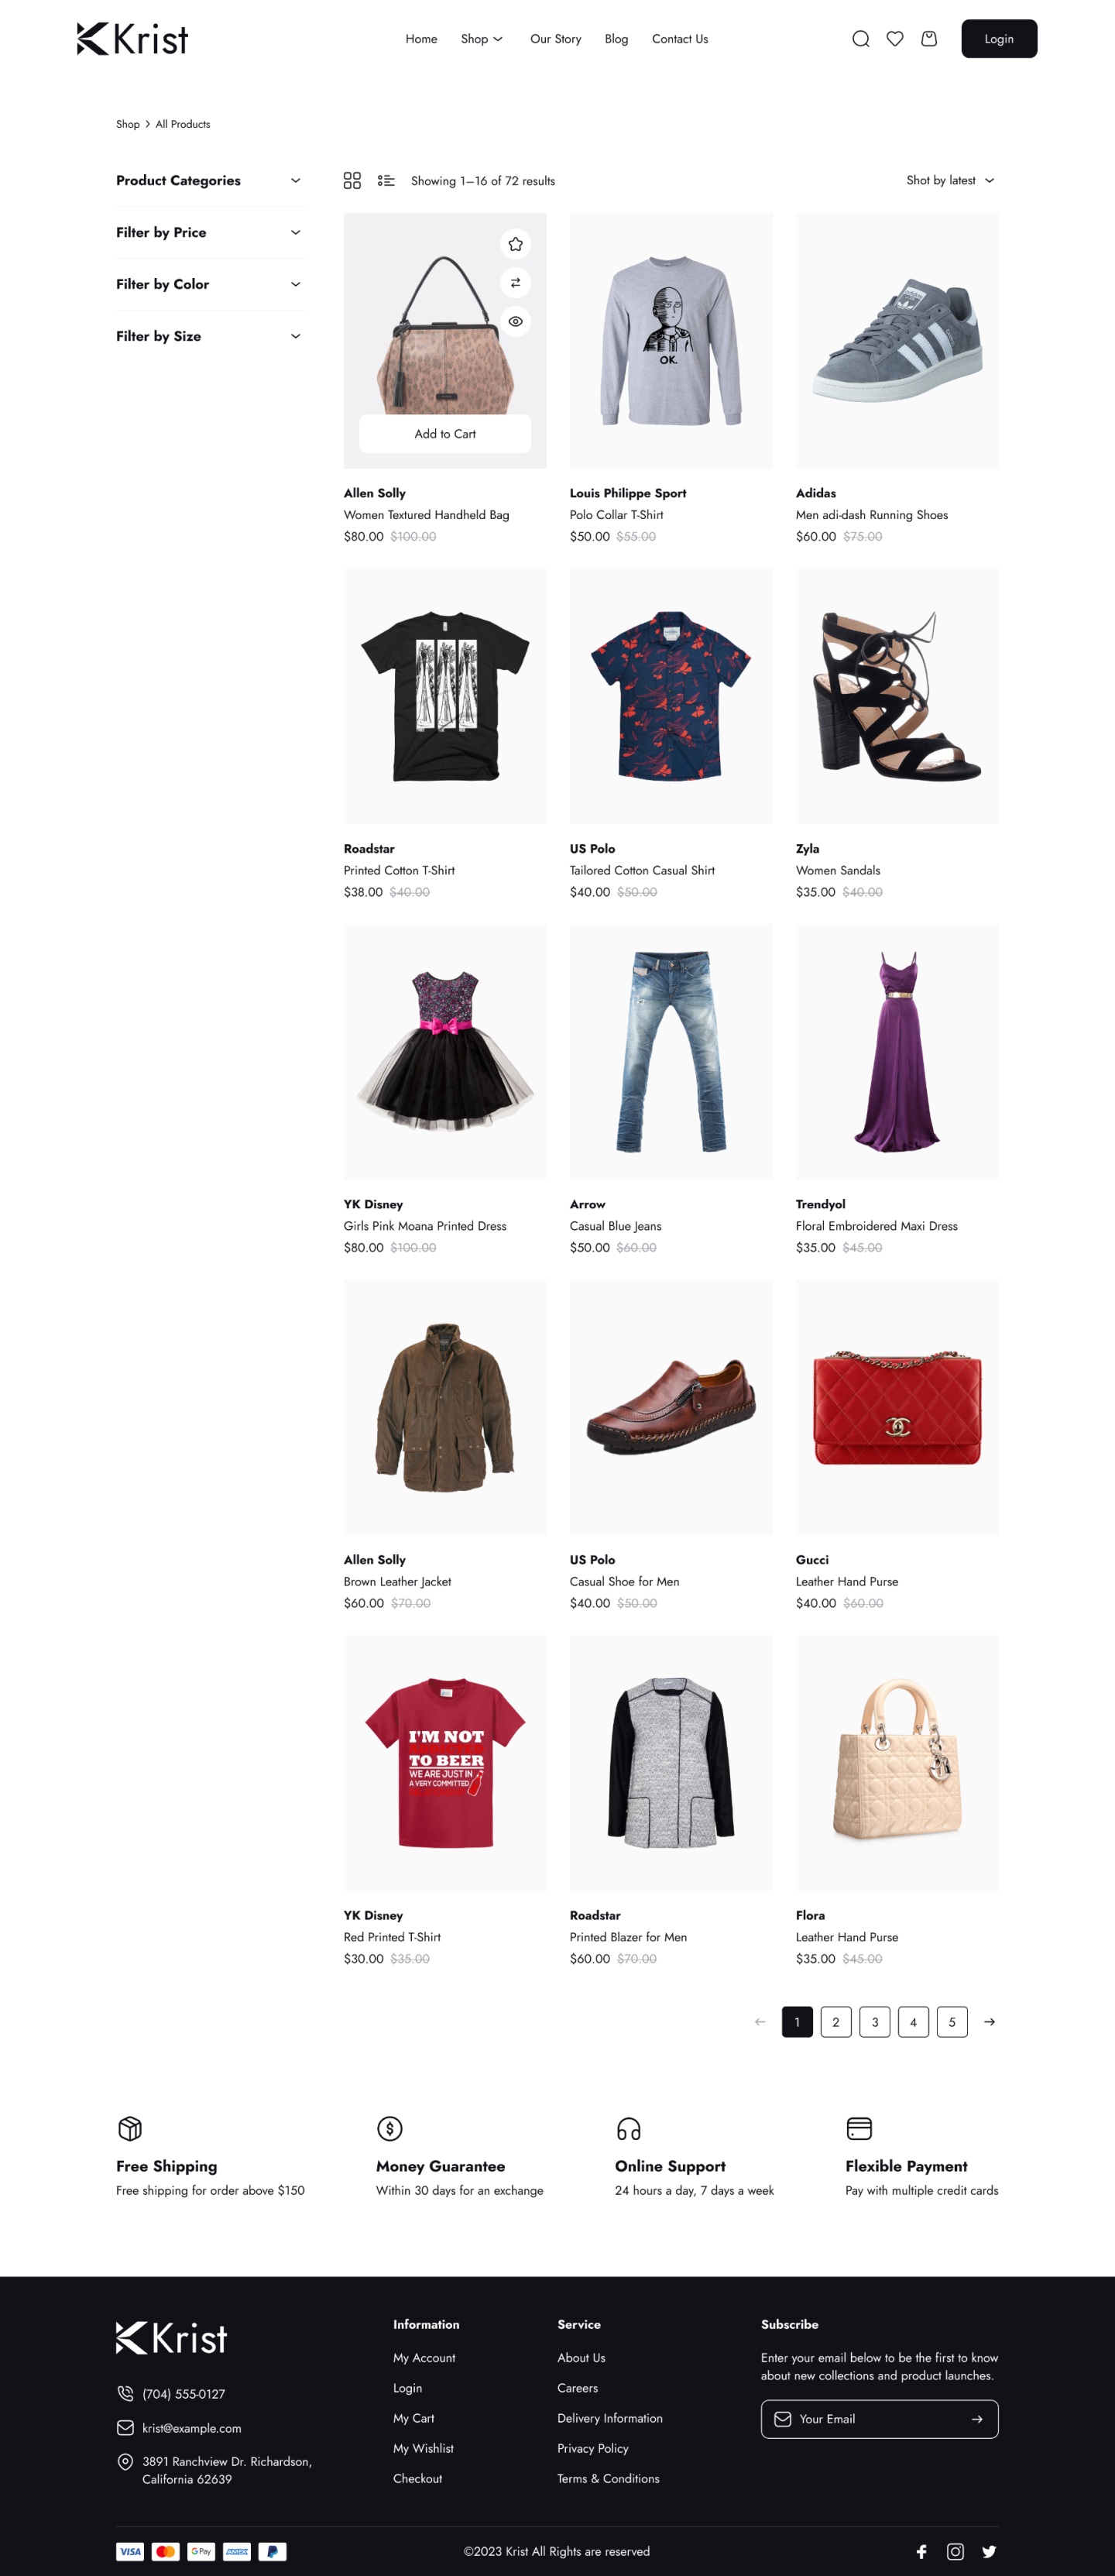 Krist
Home Shop Our Story Blog Contact Us
Login
Shop > All Products
Product Categories
Filter by Price
Filter by Color
Filter by Size
Showing 1–16 of 72 results
Shot by latest
Add to Cart
OK.
Allen Solly
Women Textured Handheld Bag
$80.00 $100.00
Louis Philippe Sport
Polo Collar T-Shirt
$50.00 $55.00
Adidas
Men adi-dash Running Shoes
$60.00 $75.00
Roadstar
Printed Cotton T-Shirt
$38.00 $40.00
US Polo
Tailored Cotton Casual Shirt
$40.00 $50.00
Zyla
Women Sandals
$35.00 $40.00
YK Disney
Girls Pink Moana Printed Dress
$80.00 $100.00
Arrow
Casual Blue Jeans
$50.00 $60.00
Trendyol
Floral Embroidered Maxi Dress
$35.00 $45.00
Allen Solly
Brown Leather Jacket
$60.00 $70.00
US Polo
Casual Shoe for Men
$40.00 $50.00
Gucci
Leather Hand Purse
$40.00 $60.00
I'M NOT
TO BEER
WE ARE JUST IN
A VERY COMMITTED
YK Disney
Red Printed T-Shirt
$30.00 $35.00
Roadstar
Printed Blazer for Men
$60.00 $70.00
Flora
Leather Hand Purse
$35.00 $45.00
1 2 3 4 5
Free Shipping
Free shipping for order above $150
Money Guarantee
Within 30 days for an exchange
Online Support
24 hours a day, 7 days a week
Flexible Payment
Pay with multiple credit cards
Krist
(704) 555-0127
krist@example.com
3891 Ranchview Dr. Richardson,
California 62639
Information
My Account
Login
My Cart
My Wishlist
Checkout
Service
About Us
Careers
Delivery Information
Privacy Policy
Terms & Conditions
Subscribe
Enter your email below to be the first to know
about new collections and product launches.
Your Email
VISA G Pay AMEX
©2023 Krist All Rights are reserved